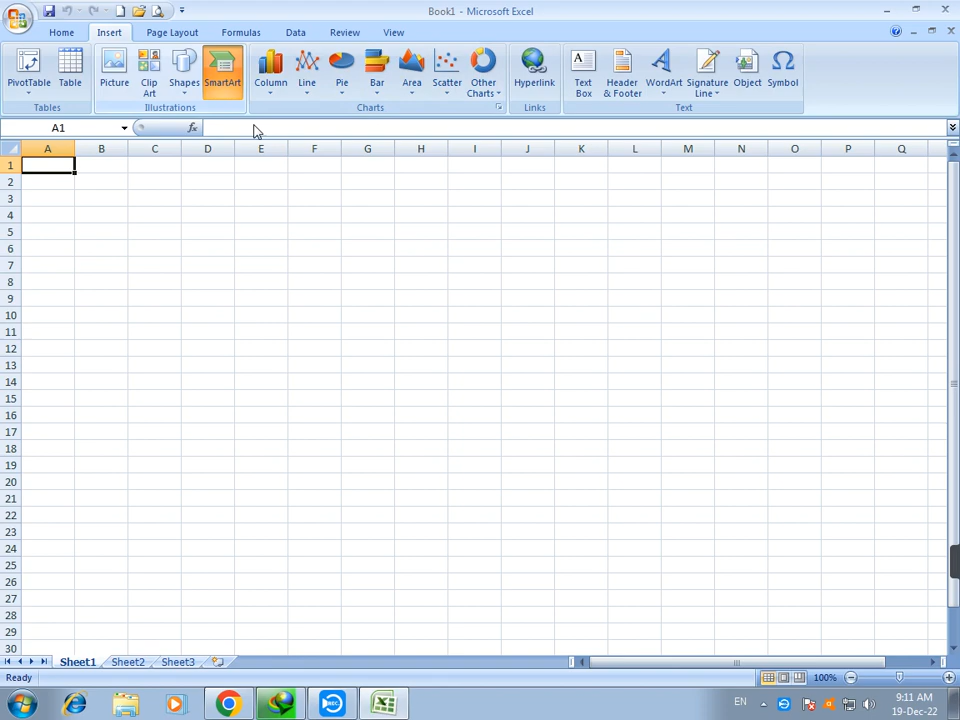 Book1 - Microsoft Excel
Home Insert Page Layout Formulas Data Review View
PivotTable Table Picture Clip Art Shapes SmartArt Column Line Pie Bar Area Scatter Other Charts Hyperlink Text Box Header & Footer WordArt Signature Line Object Symbol
Tables Illustrations Charts Links Text
A1 fx
A B C D E F G H I J K L M N O P Q
1
2
3
4
5
6
7
8
9
10
11
12
13
14
15
16
17
18
19
20
21
22
23
24
25
26
27
28
29
30
Sheet1 Sheet2 Sheet3
Ready 100%
REC
EN 9:11 AM
19-Dec-22